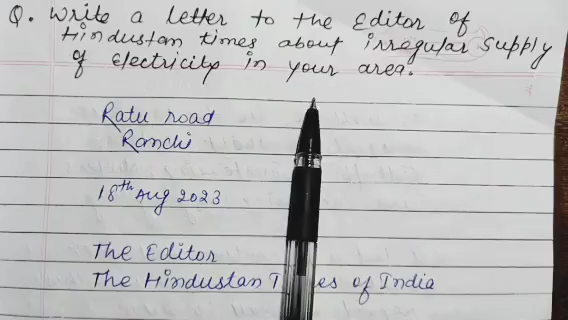 Q. Write a letter to the Editor of
Hindustan times about irregular supply
of electricity in your area.
Ratu road
Ranchi
18th Aug 2023
The Editor
The Hindustan T es of India